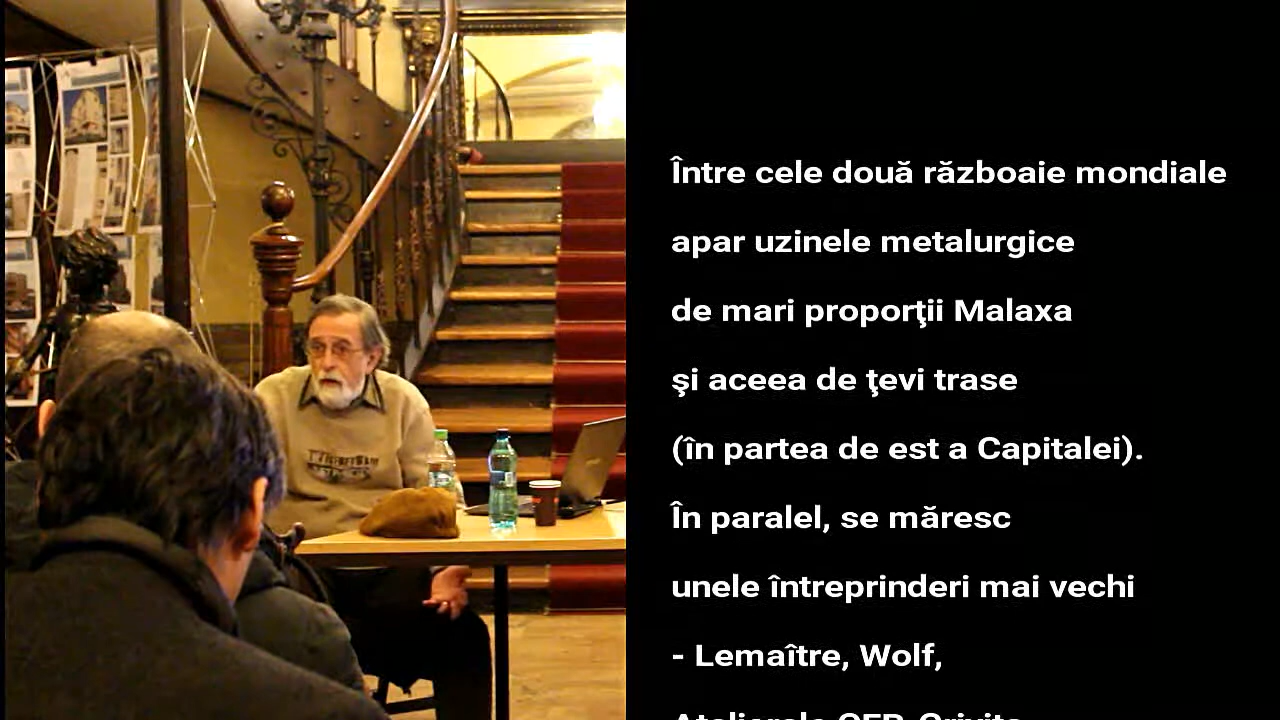 Între cele două războaie mondiale
apar uzinele metalurgice
de mari proporţii Malaxa
şi aceea de ţevi trase
(în partea de est a Capitalei).
În paralel, se măresc
unele întreprinderi mai vechi
- Lemaître, Wolf,